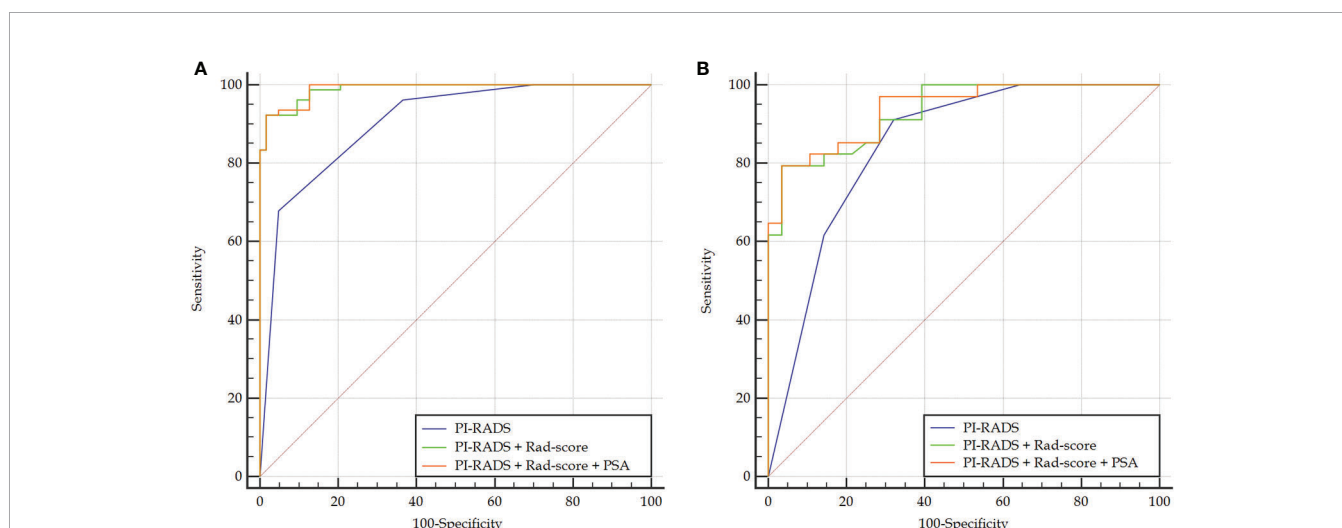 A
100
80
60
40
20
0
Sensitivity
PI-RADS
PI-RADS + Rad-score
PI-RADS + Rad-score + PSA
0 20 40 60 80 100
100-Specificity
B
100
80
60
40
20
0
Sensitivity
PI-RADS
PI-RADS + Rad-score
PI-RADS + Rad-score + PSA
0 20 40 60 80 100
100-Specificity